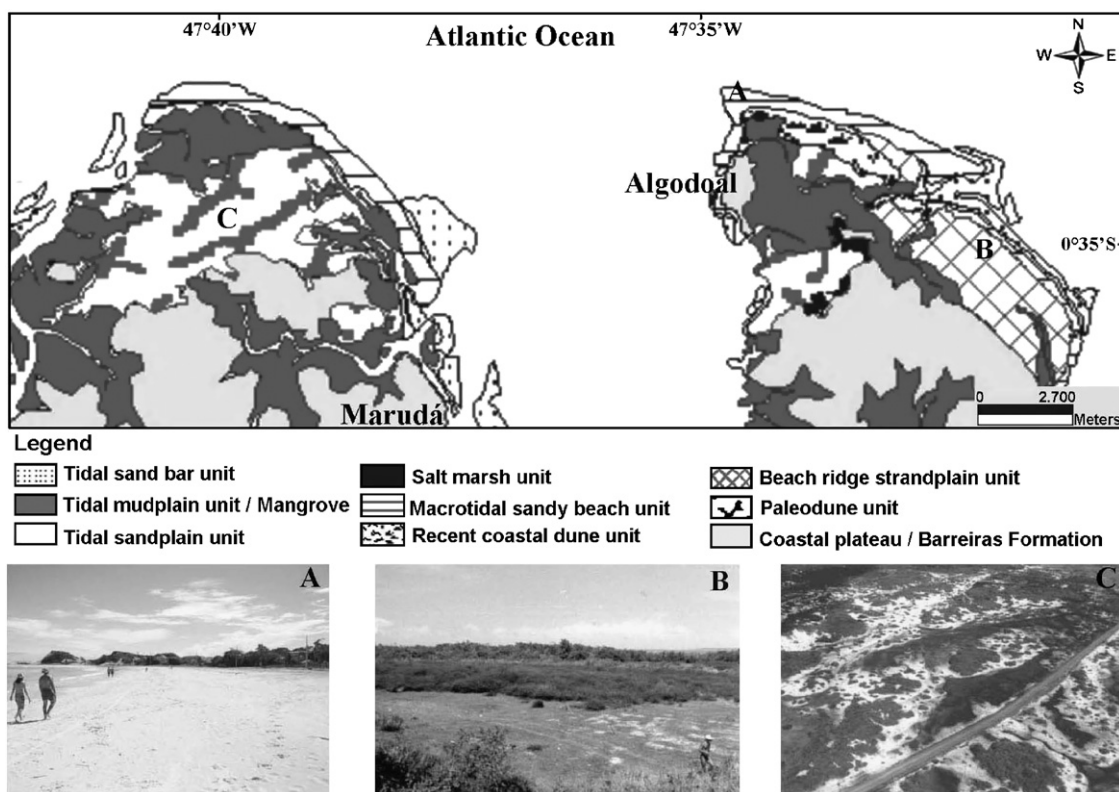 47°40'W
47°35'W
Atlantic Ocean
N
W E
S
A
Algodoal
C
B
0°35'S
Marudá
0 2.700
Meters
Legend
Tidal sand bar unit
Tidal mudplain unit / Mangrove
Tidal sandplain unit
Salt marsh unit
Macrotidal sandy beach unit
Recent coastal dune unit
Beach ridge strandplain unit
Paleodune unit
Coastal plateau / Barreiras Formation
A
B
C